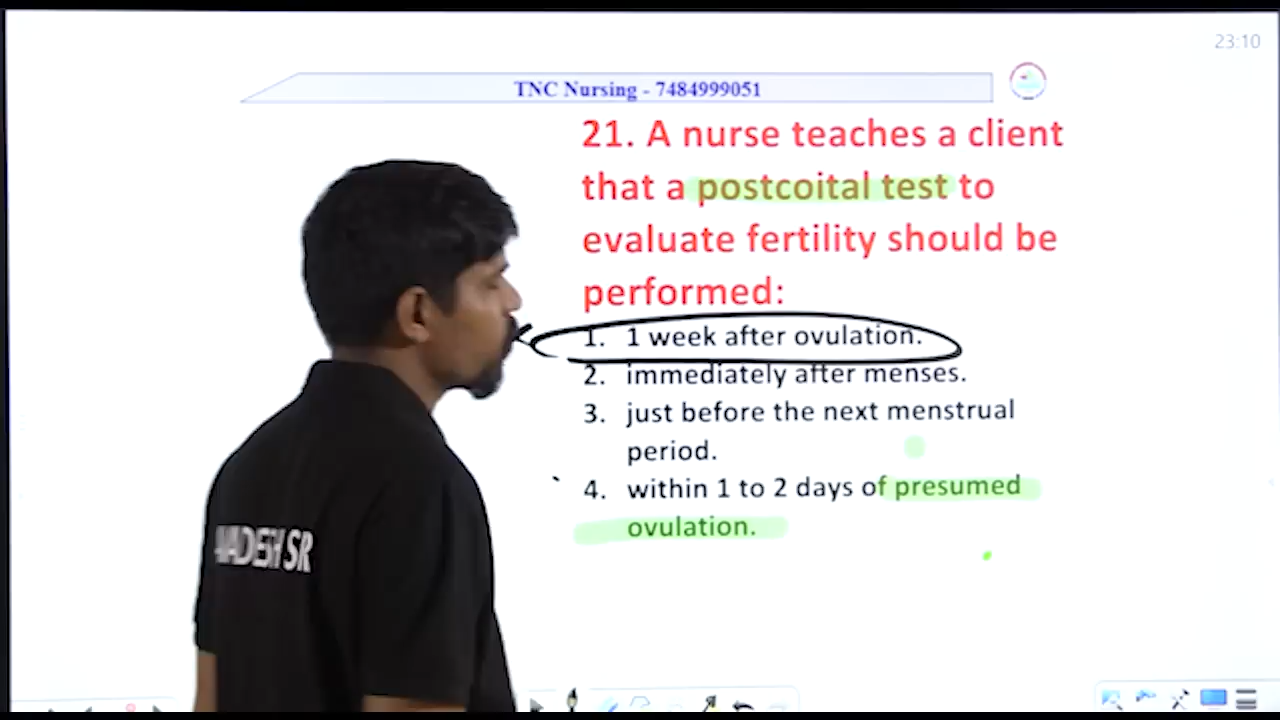 23:10
TNC Nursing - 7484999051
21. A nurse teaches a client
that a postcoital test to
evaluate fertility should be
performed:
1. 1 week after ovulation.
2. immediately after menses.
3. just before the next menstrual
period.
4. within 1 to 2 days of presumed
ovulation.